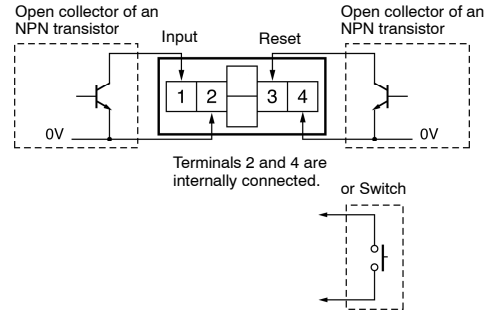 Open collector of an
NPN transistor
Open collector of an
NPN transistor
Input
Reset
1 2 3 4
0V
0V
Terminals 2 and 4 are
internally connected.
or Switch